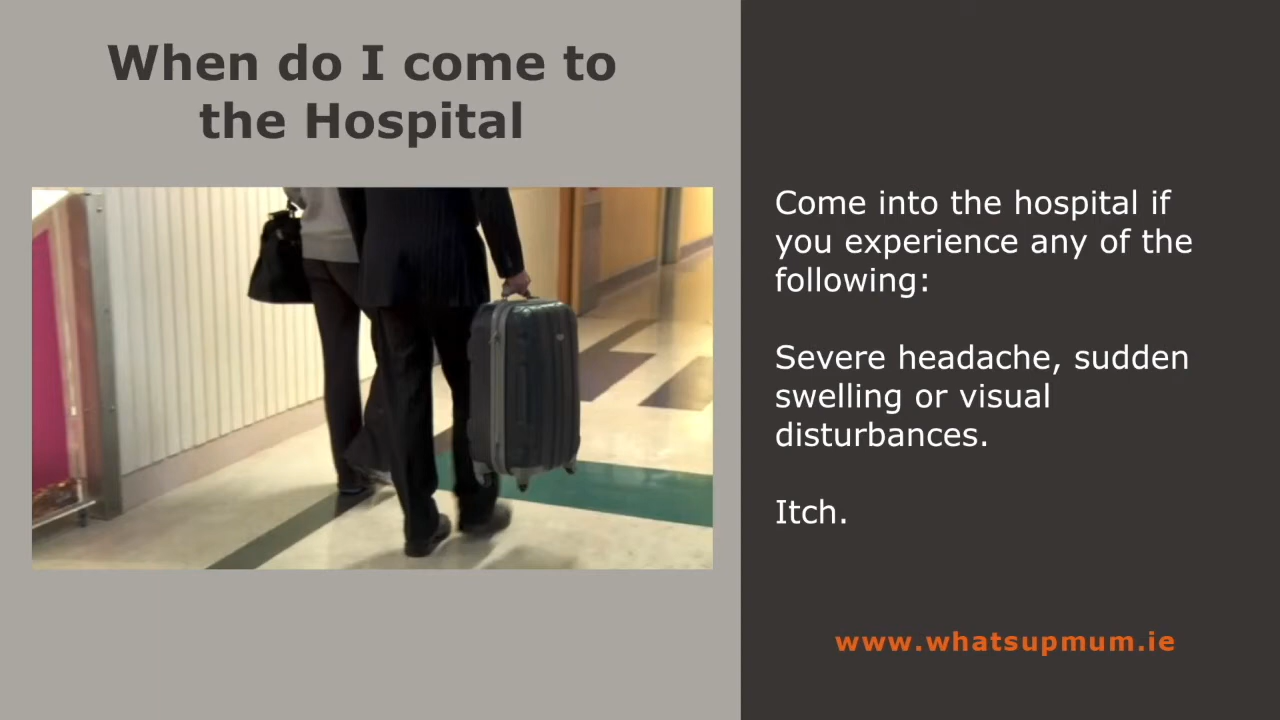 When do I come to
the Hospital
Come into the hospital if
you experience any of the
following:
Severe headache, sudden
swelling or visual
disturbances.
Itch.
www.whatsupmum.ie